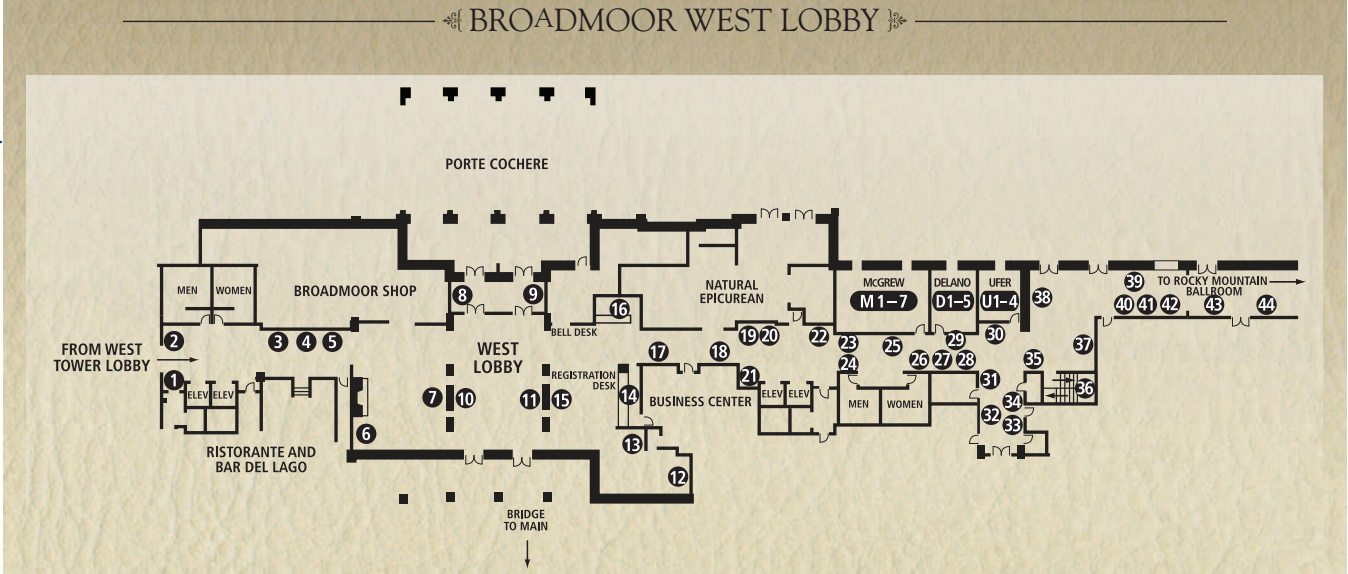 BROADMOOR WEST LOBBY
PORTE COCHERE
MEN
WOMEN
BROADMOOR SHOP
8
9
16
BELL DESK
NATURAL
EPICUREAN
McGREW
M 1–7
DELANO
D1–5
UFER
U1–4
38
39
TO ROCKY MOUNTAIN
BALLROOM
40
41
42
43
44
2
3
4
5
FROM WEST
TOWER LOBBY
1
ELEV
ELEV
WEST
LOBBY
17
18
19
20
21
22
23
24
25
26
27
28
29
30
31
32
33
34
35
36
37
REGISTRATION
DESK
14
BUSINESS CENTER
ELEV
ELEV
MEN
WOMEN
7
10
11
15
6
RISTORANTE AND
BAR DEL LAGO
13
12
BRIDGE
TO MAIN